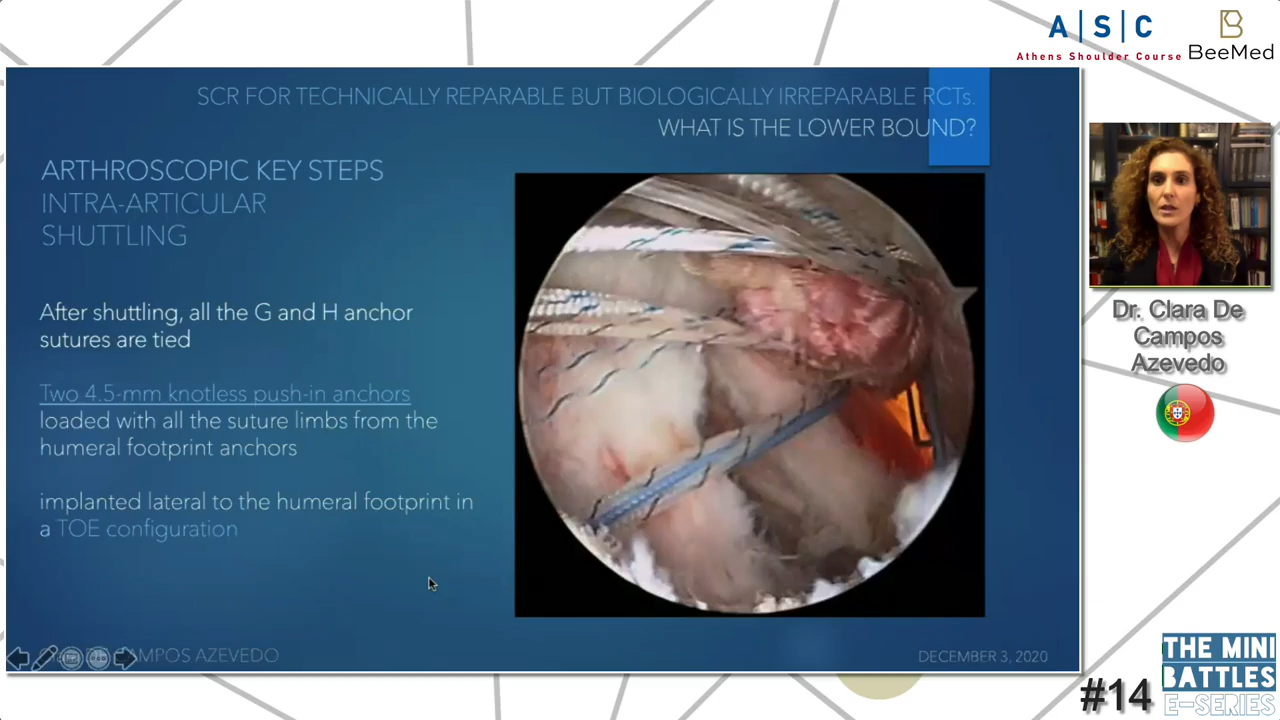 A|S|C
Athens Shoulder Course
BeeMed
SCR FOR TECHNICALLY REPARABLE BUT BIOLOGICALLY IRREPARABLE RCTs.
WHAT IS THE LOWER BOUND?
ARTHROSCOPIC KEY STEPS
INTRA-ARTICULAR
SHUTTLING
After shuttling, all the G and H anchor
sutures are tied
Two 4.5-mm knotless push-in anchors
loaded with all the suture limbs from the
humeral footprint anchors
implanted lateral to the humeral footprint in
a TOE configuration
CAMPOS AZEVEDO
DECEMBER 3, 2020
Dr. Clara De
Campos
Azevedo
#14
THE MINI
BATTLES
E-SERIES